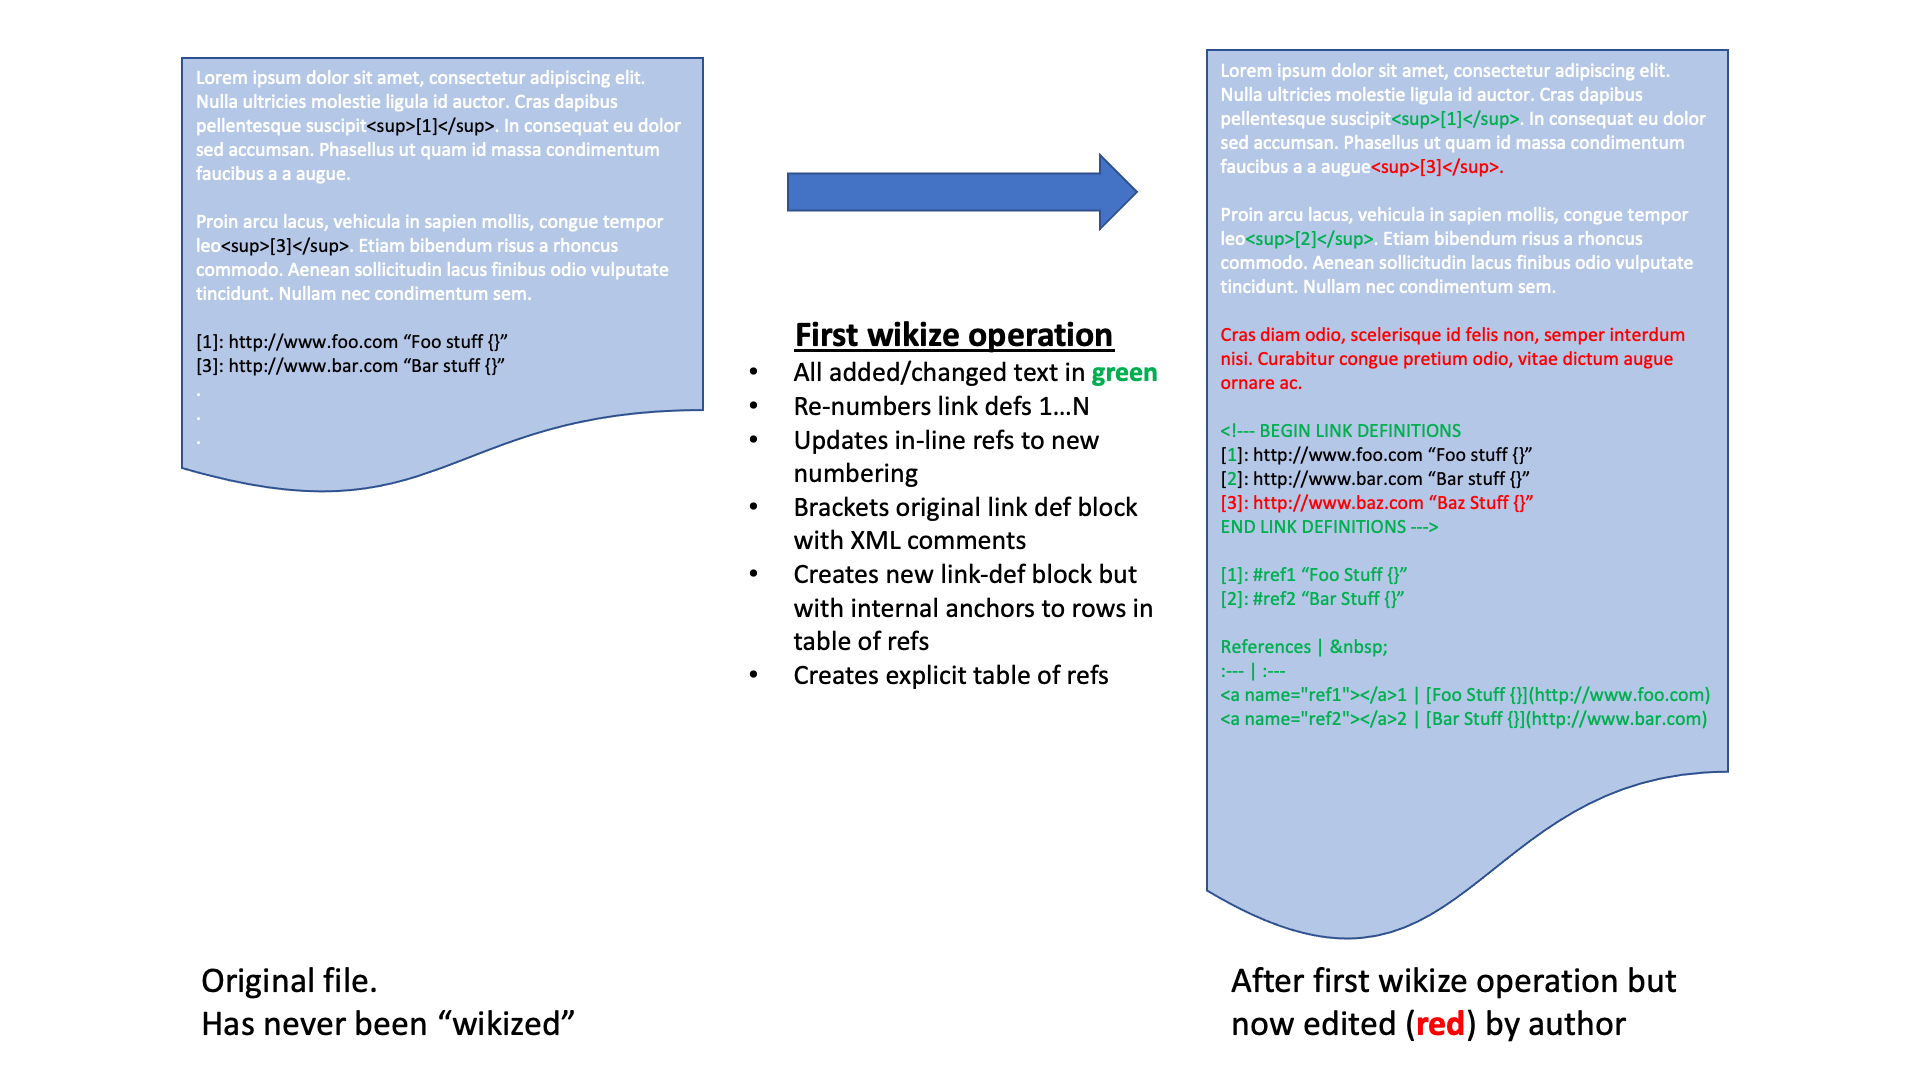 Lorem ipsum dolor sit amet, consectetur adipiscing elit.
Nulla ultricies molestie ligula id auctor. Cras dapibus
pellentesque suscipit<sup>[1]</sup>. In consequat eu dolor
sed accumsan. Phasellus ut quam id massa condimentum
faucibus a a augue.
Proin arcu lacus, vehicula in sapien mollis, congue tempor
leo<sup>[3]</sup>. Etiam bibendum risus a rhoncus
commodo. Aenean sollicitudin lacus finibus odio vulputate
tincidunt. Nullam nec condimentum sem.
[1]: http://www.foo.com “Foo stuff {}”
[3]: http://www.bar.com “Bar stuff {}”
.
.
.
Original file.
Has never been “wikized”
First wikize operation
• All added/changed text in green
• Re-numbers link defs 1…N
• Updates in-line refs to new
numbering
• Brackets original link def block
with XML comments
• Creates new link-def block but
with internal anchors to rows in
table of refs
• Creates explicit table of refs
Lorem ipsum dolor sit amet, consectetur adipiscing elit.
Nulla ultricies molestie ligula id auctor. Cras dapibus
pellentesque suscipit<sup>[1]</sup>. In consequat eu dolor
sed accumsan. Phasellus ut quam id massa condimentum
faucibus a a augue<sup>[3]</sup>.
Proin arcu lacus, vehicula in sapien mollis, congue tempor
leo<sup>[2]</sup>. Etiam bibendum risus a rhoncus
commodo. Aenean sollicitudin lacus finibus odio vulputate
tincidunt. Nullam nec condimentum sem.
Cras diam odio, scelerisque id felis non, semper interdum
nisi. Curabitur congue pretium odio, vitae dictum augue
ornare ac.
<!--- BEGIN LINK DEFINITIONS
[1]: http://www.foo.com “Foo stuff {}”
[2]: http://www.bar.com “Bar stuff {}”
[3]: http://www.baz.com “Baz Stuff {}”
END LINK DEFINITIONS --->
[1]: #ref1 “Foo Stuff {}”
[2]: #ref2 “Bar Stuff {}”
References | &nbsp;
:--- | :---
<a name="ref1"></a>1 | [Foo Stuff {}](http://www.foo.com)
<a name="ref2"></a>2 | [Bar Stuff {}](http://www.bar.com)
After first wikize operation but
now edited (red) by author